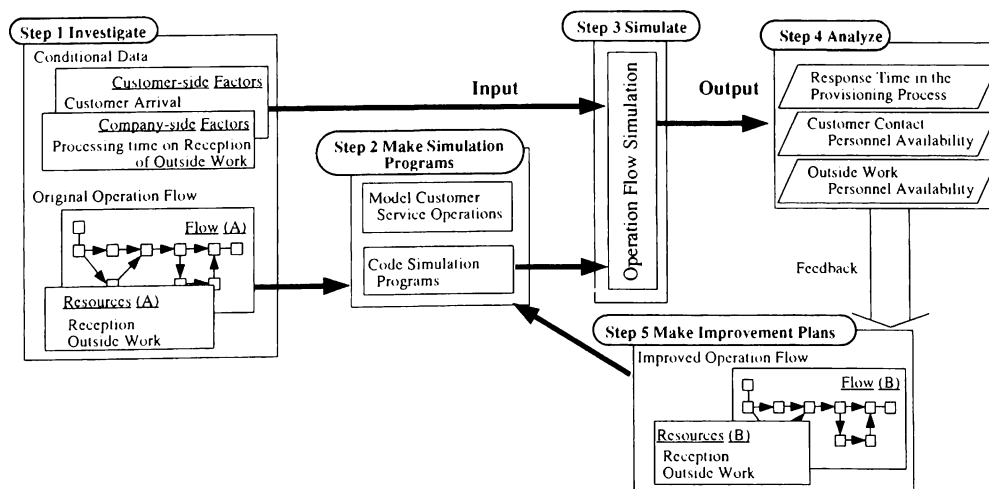 Step 1 Investigate
Conditional Data
Customer-side Factors
Customer Arrival
Company-side Factors
Processing time on Reception
of Outside Work
Original Operation Flow
Flow (A)
Resources (A)
Reception
Outside Work
Input
Step 2 Make Simulation
Programs
Model Customer
Service Operations
Code Simulation
Programs
Step 3 Simulate
Operation Flow Simulation
Output
Step 4 Analyze
Response Time in the
Provisioning Process
Customer Contact
Personnel Availability
Outside Work
Personnel Availability
Feedback
Step 5 Make Improvement Plans
Improved Operation Flow
Flow (B)
Resources (B)
Reception
Outside Work